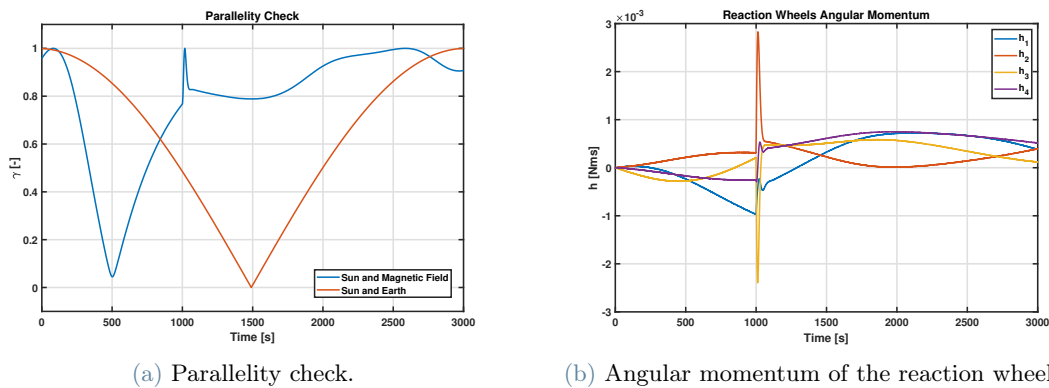 Parallelity Check
1
0.8
0.6
0.4
0.2
0
γ [-]
0
500
1000
1500
2000
2500
3000
Time [s]
Sun and Magnetic Field
Sun and Earth
(a) Parallelity check.
×10⁻³
Reaction Wheels Angular Momentum
3
2
1
0
-1
-2
-3
h [Nms]
0
500
1000
1500
2000
2500
3000
Time [s]
h₁
h₂
h₃
h₄
(b) Angular momentum of the reaction wheel